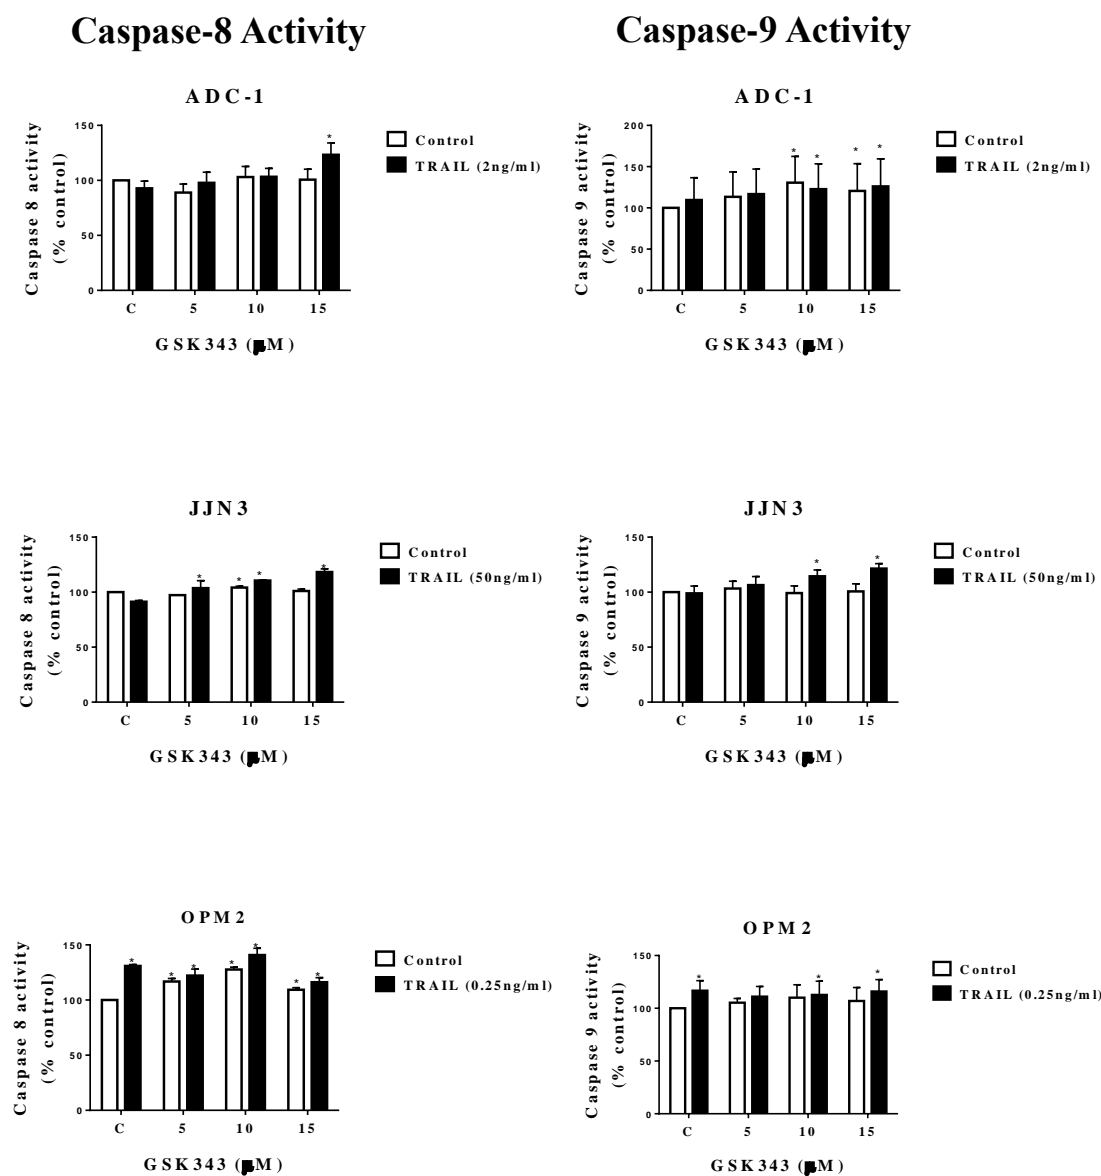 Caspase-8 Activity
Caspase-9 Activity
ADC-1
Caspase 8 activity
(% control)
150
100
50
0
C 5 10 15
GSK343 (μM)
* 
Control
TRAIL (2ng/ml)
ADC-1
Caspase 9 activity
(% control)
200
150
100
50
0
* * * *
C 5 10 15
GSK343 (μM)
Control
TRAIL (2ng/ml)
JJN3
Caspase 8 activity
(% control)
150
100
50
0
* * * *
C 5 10 15
GSK343 (μM)
Control
TRAIL (50ng/ml)
JJN3
Caspase 9 activity
(% control)
150
100
50
0
* *
C 5 10 15
GSK343 (μM)
Control
TRAIL (50ng/ml)
OPM2
Caspase 8 activity
(% control)
150
100
50
0
* * * * * * *
C 5 10 15
GSK343 (μM)
Control
TRAIL (0.25ng/ml)
OPM2
Caspase 9 activity
(% control)
150
100
50
0
* * *
C 5 10 15
GSK343 (μM)
Control
TRAIL (0.25ng/ml)